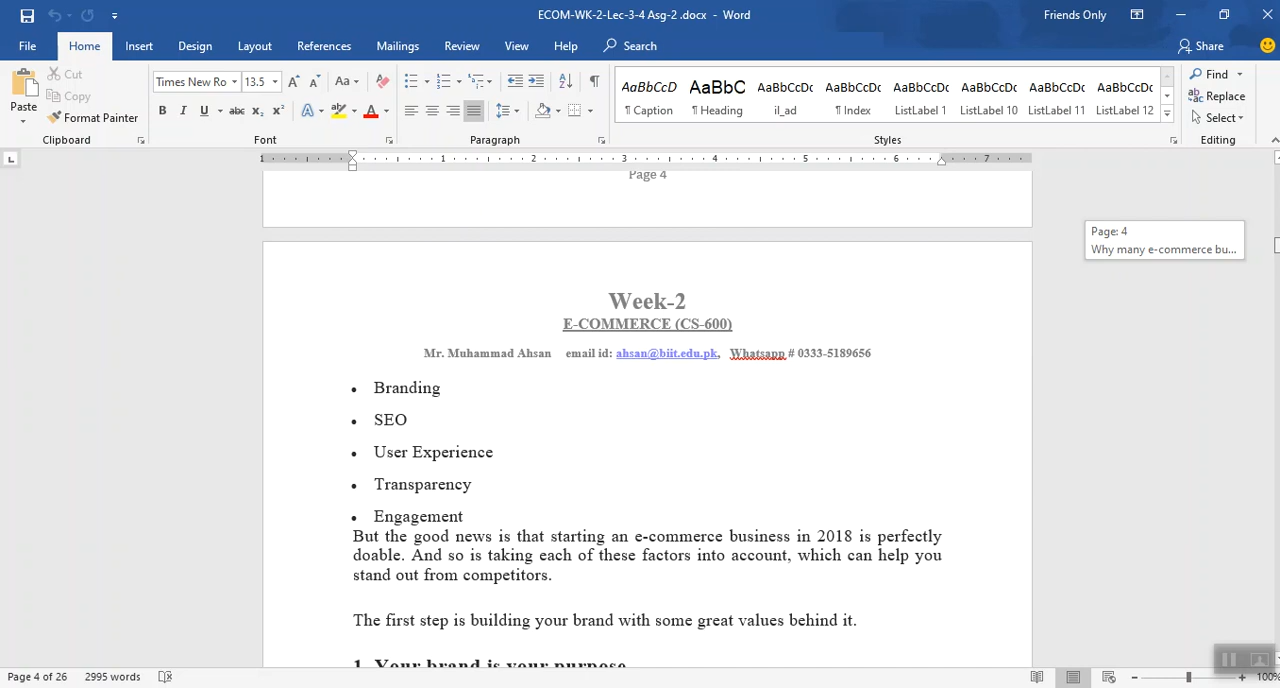 ECOM-WK-2-Lec-3-4 Asg-2 .docx - Word
Friends Only
File Home Insert Design Layout References Mailings Review View Help Search Share
Paste
Cut
Copy
Format Painter
Clipboard
Times New Ro 13.5
Font
Paragraph
AaBbCcD AaBbC AaBbCcDc AaBbCcDc AaBbCcDc AaBbCcDc AaBbCcDc AaBbCcDc
¶ Caption ¶ Heading il_ad ¶ Index ListLabel 1 ListLabel 10 ListLabel 11 ListLabel 12
Styles
Find
Replace
Select
Editing
1 1 2 3 4 5 6 7
Page 4
Page: 4
Why many e-commerce bu...
Week-2
E-COMMERCE (CS-600)
Mr. Muhammad Ahsan email id: ahsan@biit.edu.pk, Whatsapp # 0333-5189656
• Branding
• SEO
• User Experience
• Transparency
• Engagement
But the good news is that starting an e-commerce business in 2018 is perfectly
doable. And so is taking each of these factors into account, which can help you
stand out from competitors.
The first step is building your brand with some great values behind it.
1. Your brand is your purpose
Page 4 of 26 2995 words
100%